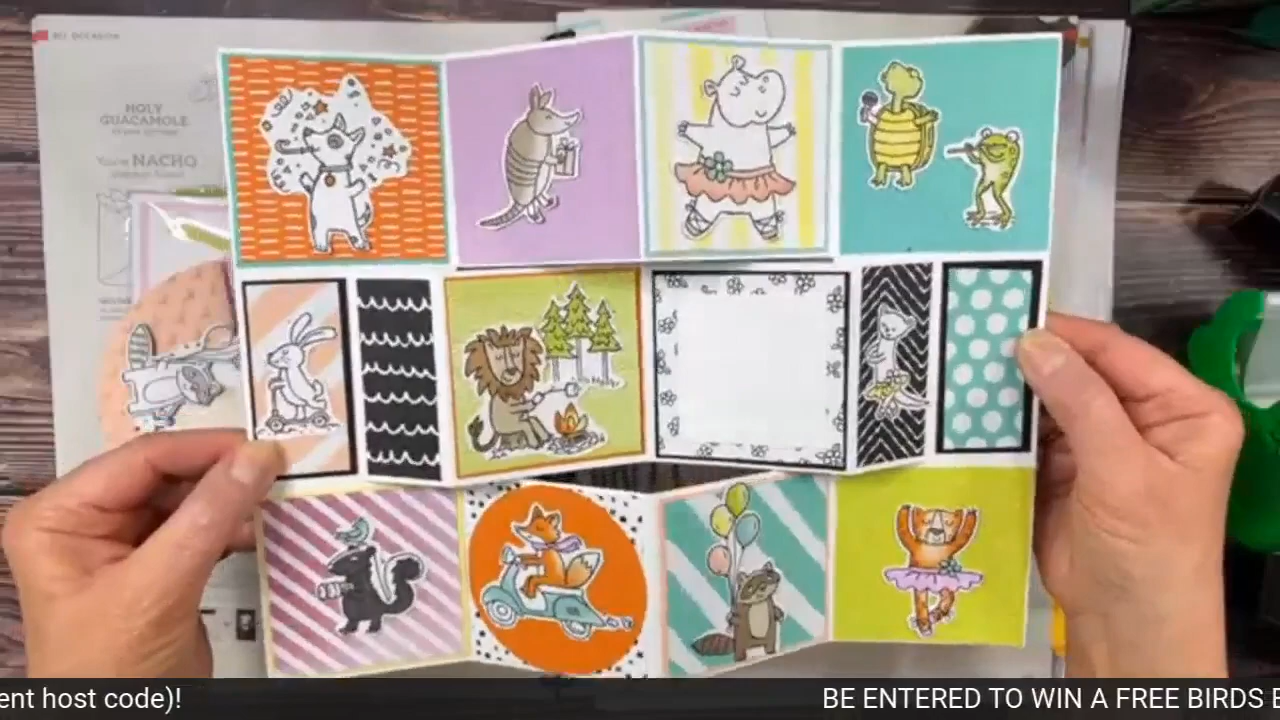 HOLY
GUACAMOLE
You're NACHO
ent host code)!
BE ENTERED TO WIN A FREE BIRDS